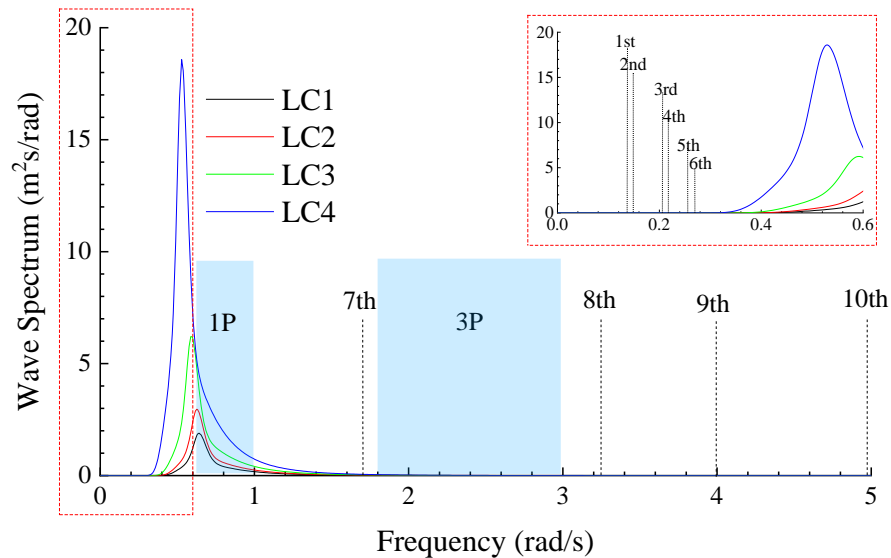 20
15
10
5
0
Wave Spectrum (m²s/rad)
0
1
2
3
4
5
Frequency (rad/s)
LC1
LC2
LC3
LC4
1P
7th
3P
8th
9th
10th
20
15
10
5
0
0.0
0.2
0.4
0.6
1st
2nd
3rd
4th
5th
6th